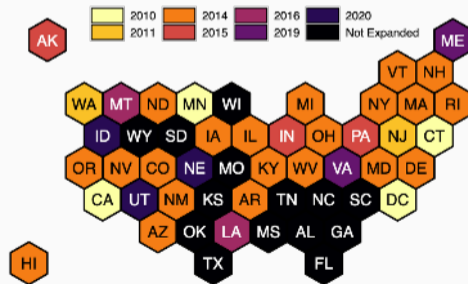 2010 2014 2016 2020
2011 2015 2019 Not Expanded
AK ME
VT NH
WA MT ND MN WI MI NY MA RI
ID WY SD IA IL IN OH PA NJ CT
OR NV CO NE MO KY WV VA MD DE
CA UT NM KS AR TN NC SC DC
AZ OK LA MS AL GA
HI TX FL